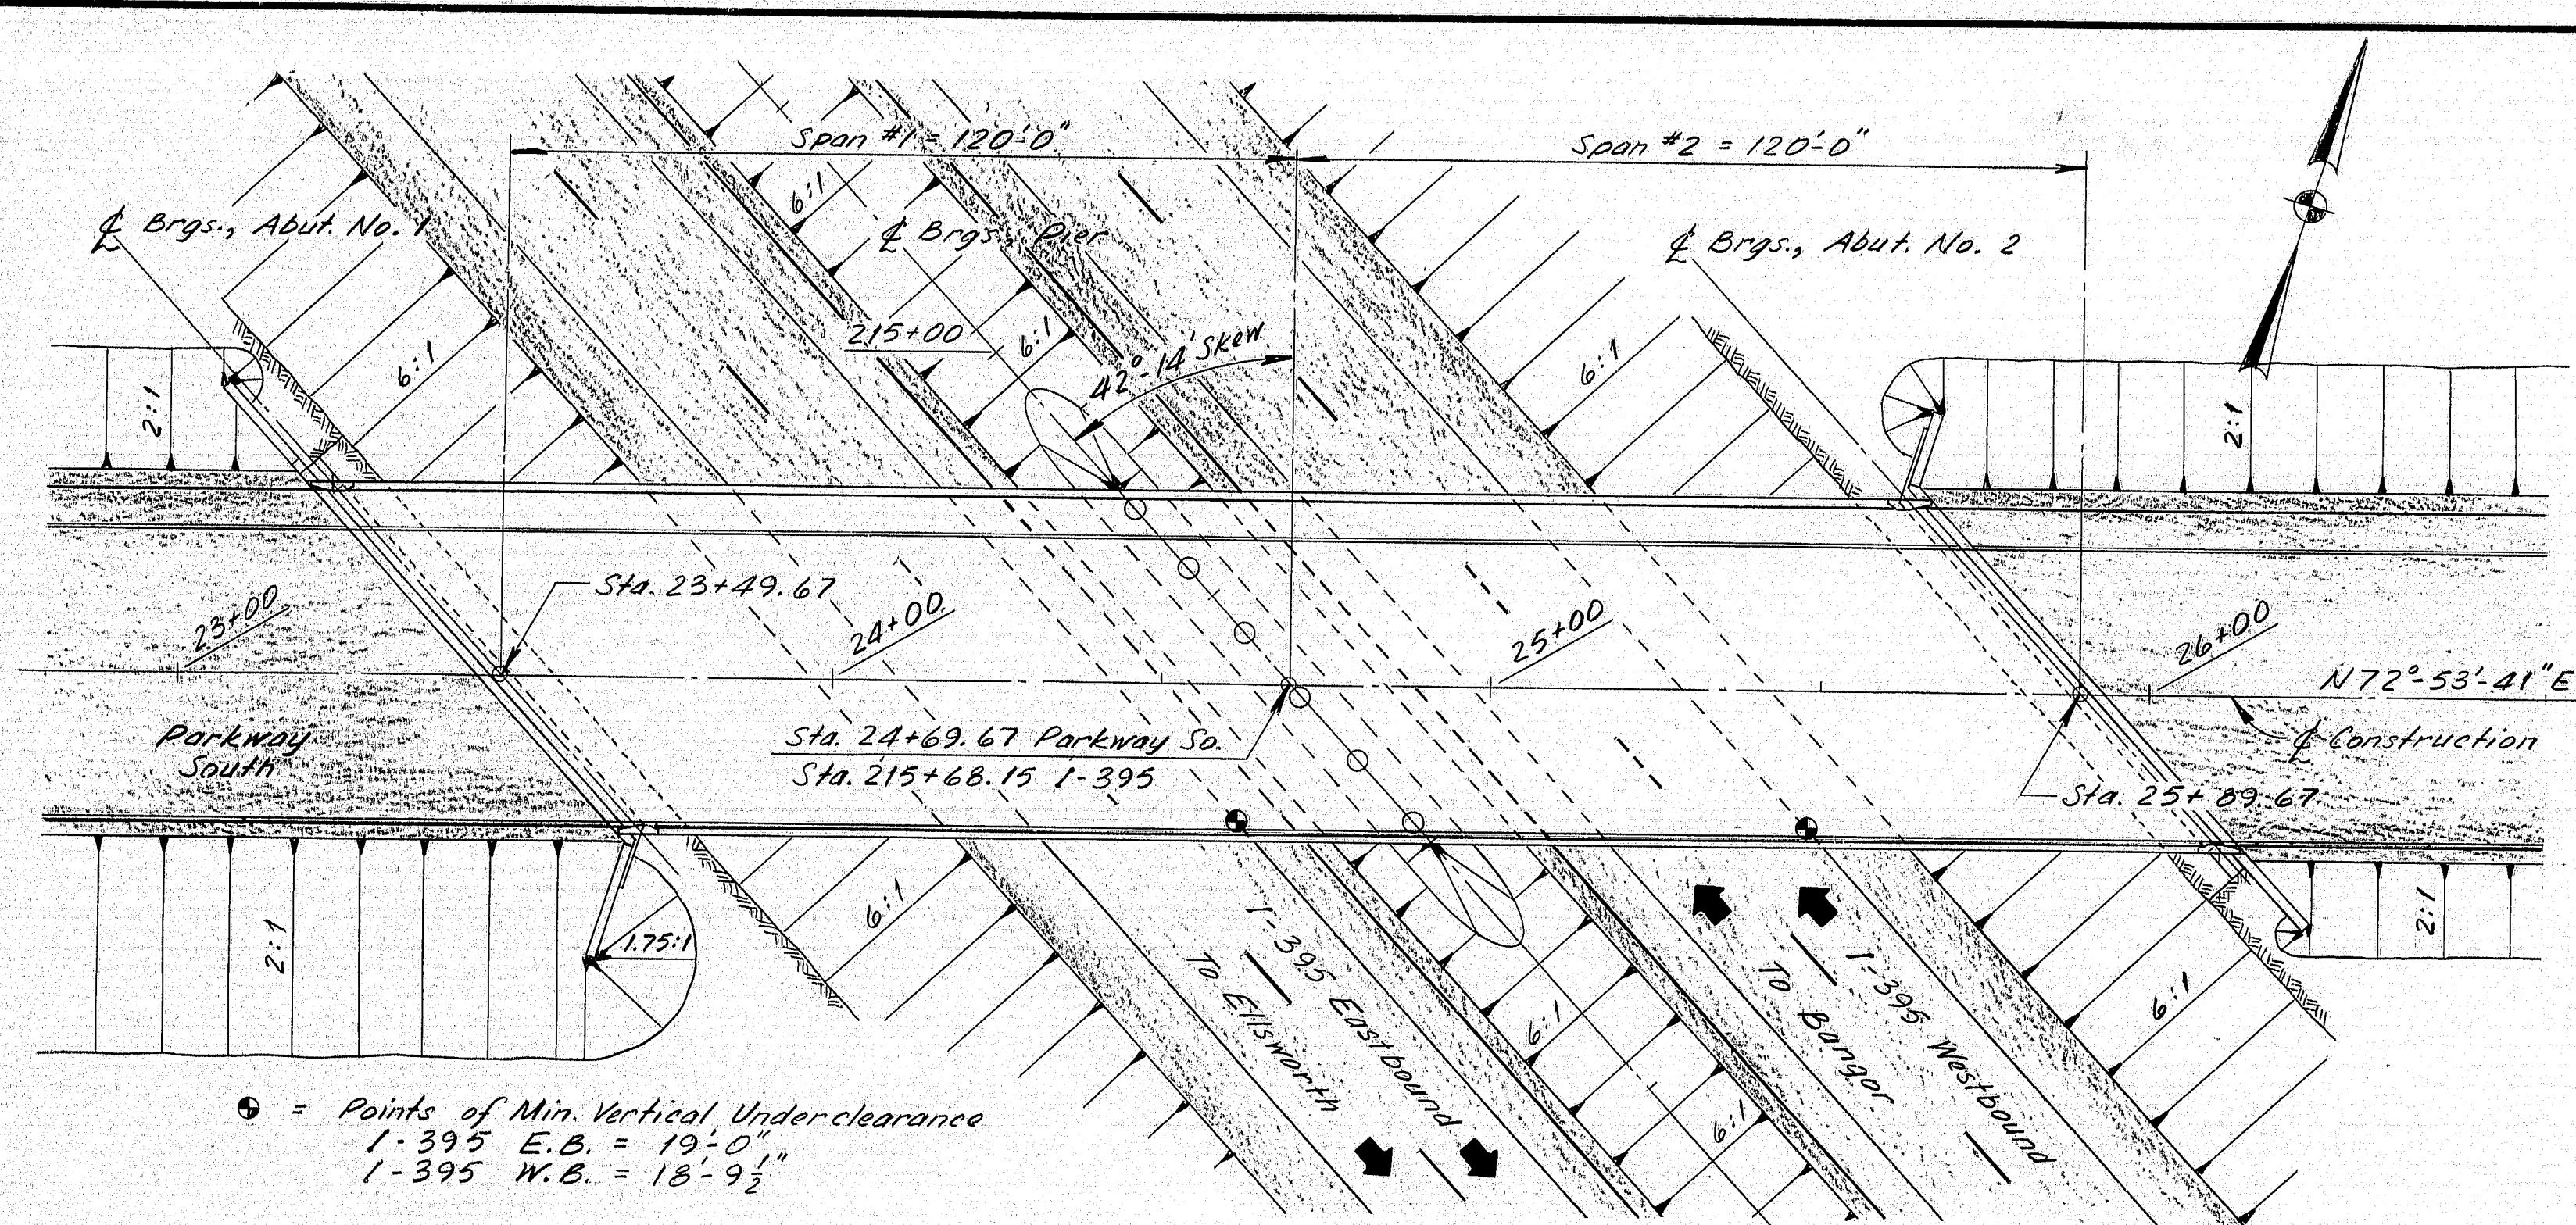 Span #1 = 120'-0"
Span #2 = 120'-0"
℄ Brgs., Abut. No. 1
6:1
℄ Brgs., Pier
℄ Brgs., Abut. No. 2
215+00
6:1
42°-14' Skew
6:1
6:1
2:1
2:1
Sta. 23+49.67
23+00
24+00
25+00
26+00
N 72°-53'-41" E
Parkway
South
Sta. 24+69.67 Parkway So.
Sta. 215+68.15 I-395
℄ Construction
Sta. 25+89.67
6:1
2:1
1.75:1
2:1
I-395 Eastbound
To Ellsworth
I-395 Westbound
To Bangor
6:1
6:1
6:1
= Points of Min. Vertical Underclearance
I-395 E.B. = 19'-0"
I-395 W.B. = 18'-9½"